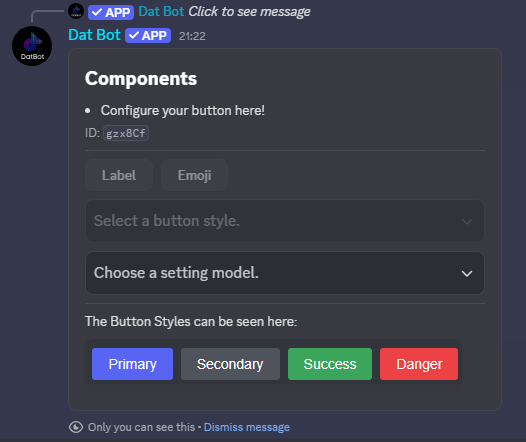 ✓ APP Dat Bot Click to see message
DatBot
Dat Bot ✓ APP 21:22
Components
• Configure your button here!
ID: gzx8Cf
Label Emoji
Select a button style.
Choose a setting model.
The Button Styles can be seen here:
Primary Secondary Success Danger
Only you can see this • Dismiss message